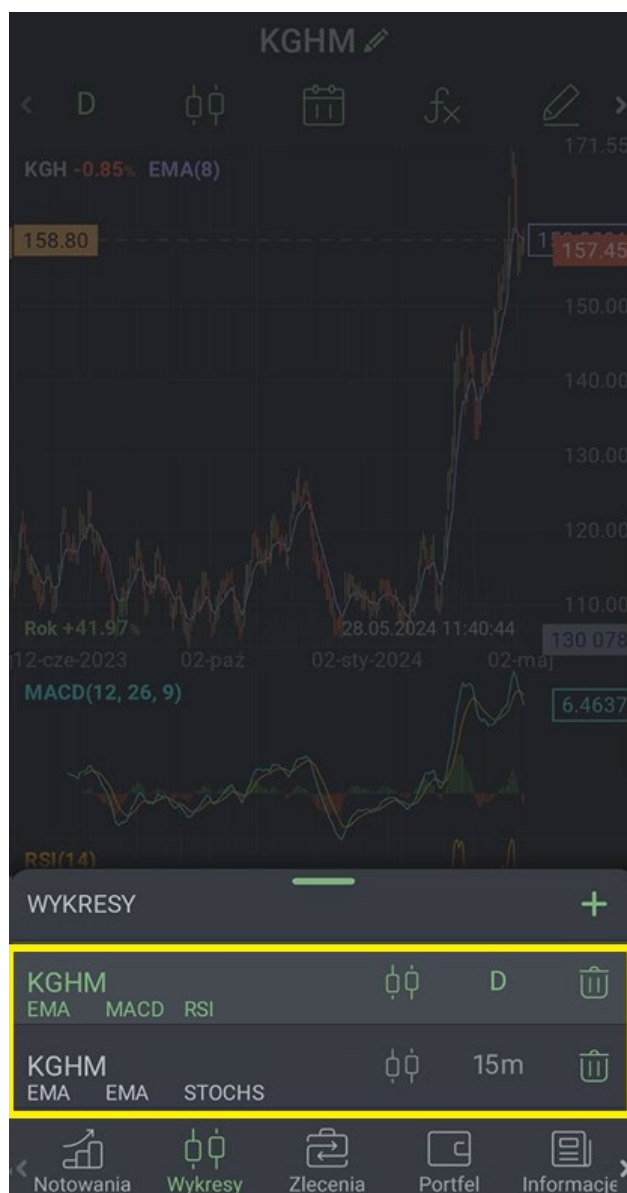 KGHM
D
KGH -0.85% EMA(8)
171.55
158.80
157.45
150.00
140.00
130.00
120.00
110.00
Rok +41.97%
28.05.2024 11:40:44
130 078
12-cze-2023 02-paź 02-sty-2024 02-maj
MACD(12, 26, 9)
6.4637
RSI(14)
WYKRESY
KGHM D
EMA MACD RSI
KGHM 15m
EMA EMA STOCHS
Notowania Wykresy Zlecenia Portfel Informacje